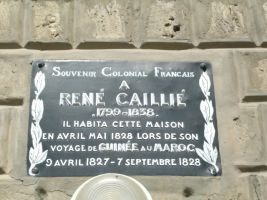 SOUVENIR COLONIAL FRANÇAIS
A
RENÉ CAILLIÉ
1799-1838
IL HABITA CETTE MAISON
EN AVRIL MAI 1828 LORS DE SON
VOYAGE DE GUINÉE AU MAROC
9 AVRIL 1827-7 SEPTEMBRE 1828